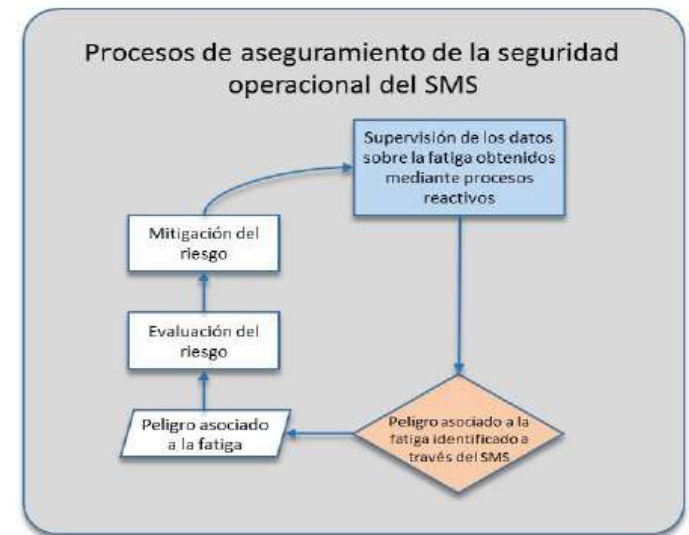 Procesos de aseguramiento de la seguridad
operacional del SMS
Supervisión de los datos
sobre la fatiga obtenidos
mediante procesos
reactivos
Mitigación del
riesgo
Evaluación del
riesgo
Peligro asociado
a la fatiga
Peligro asociado a la
fatiga identificado a
través del SMS